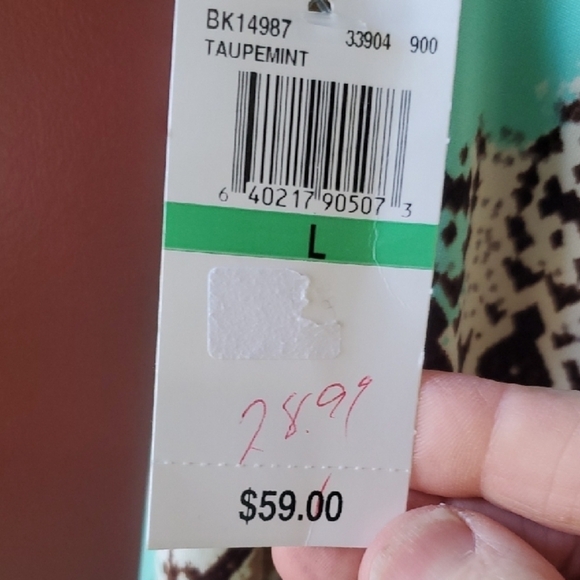 BK14987 33904 900
TAUPEMINT
6 40217 90507 3
L
28.99
$59.00